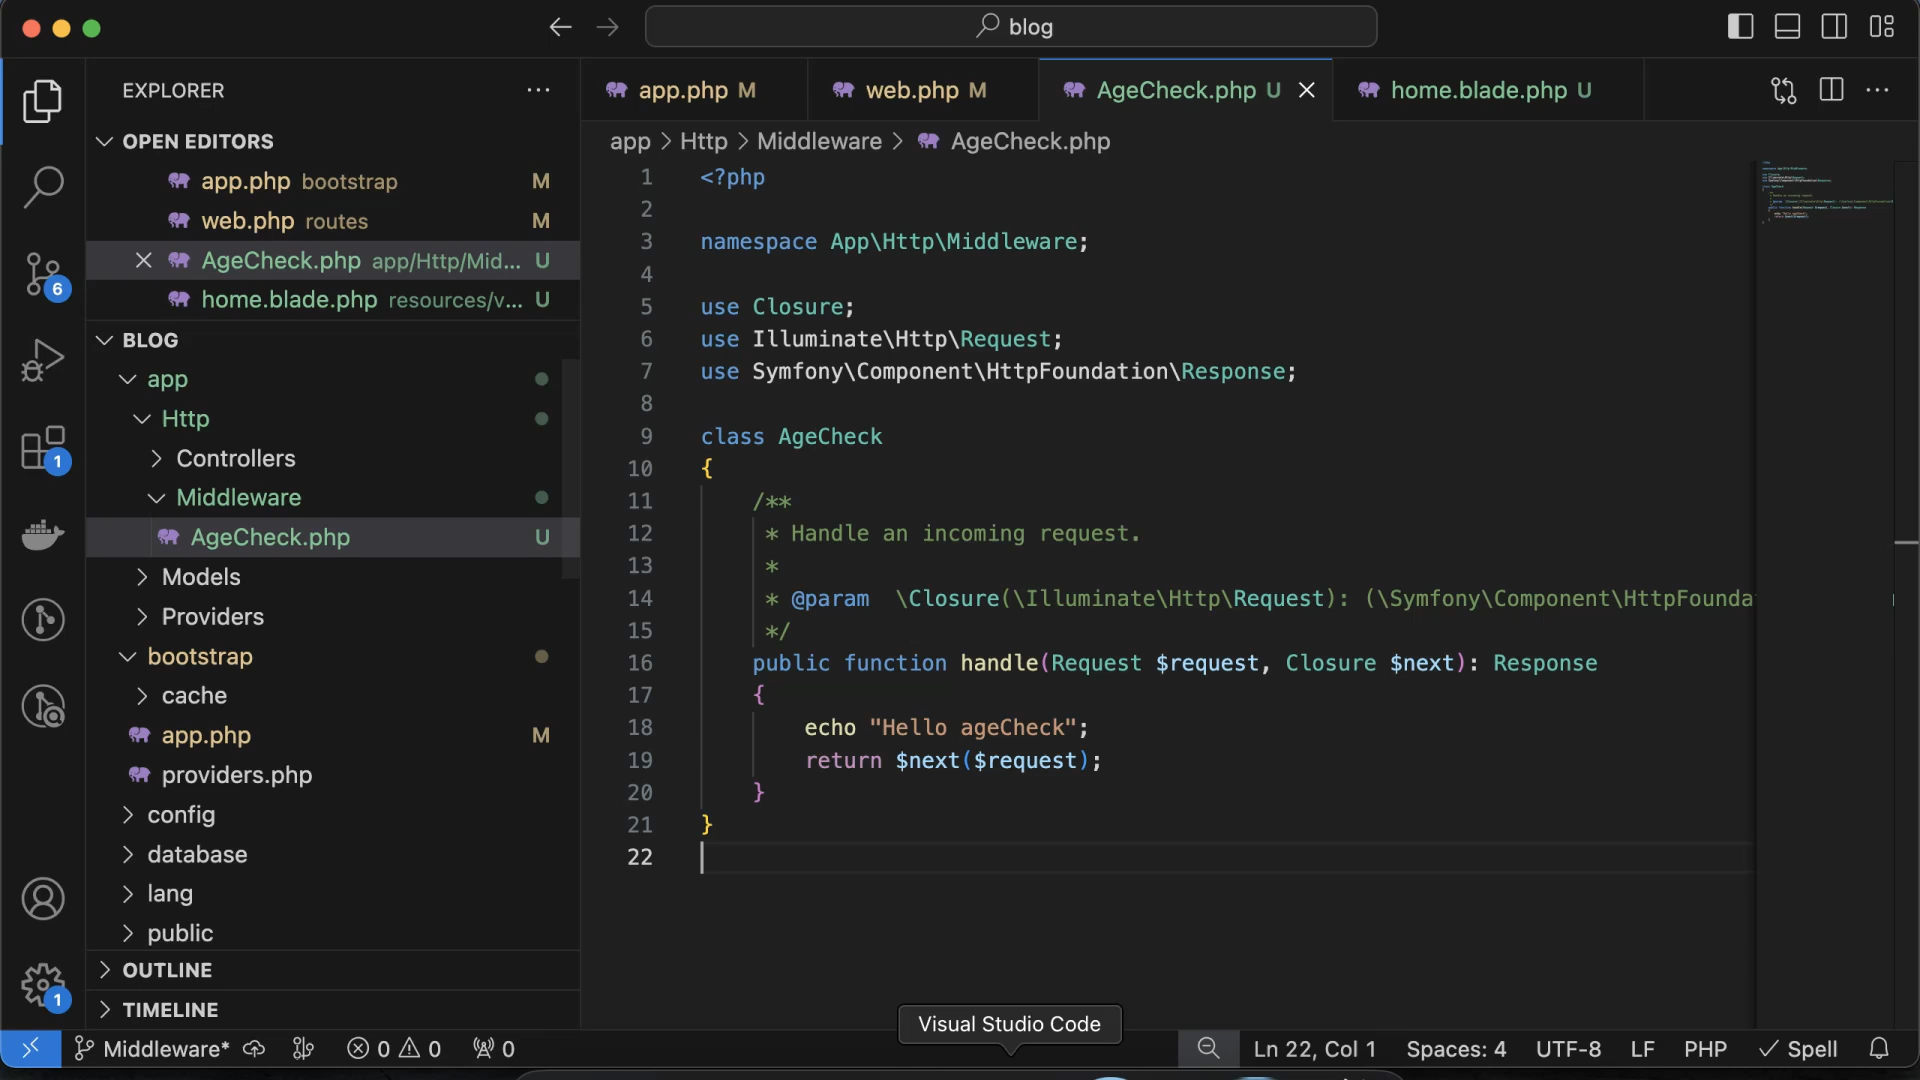 blog
EXPLORER
OPEN EDITORS
app.php bootstrap M
web.php routes M
AgeCheck.php app/Http/Mid... U
home.blade.php resources/v... U
BLOG
app
Http
Controllers
Middleware
AgeCheck.php U
Models
Providers
bootstrap
cache
app.php M
providers.php
config
database
lang
public
OUTLINE
TIMELINE
6
1
1
app.php M
web.php M
AgeCheck.php U
home.blade.php U
app > Http > Middleware > AgeCheck.php
1 <?php
2
3 namespace App\Http\Middleware;
4
5 use Closure;
6 use Illuminate\Http\Request;
7 use Symfony\Component\HttpFoundation\Response;
8
9 class AgeCheck
10 {
11 /**
12 * Handle an incoming request.
13 *
14 * @param  \Closure(\Illuminate\Http\Request): (\Symfony\Component\HttpFounda
15 */
16 public function handle(Request $request, Closure $next): Response
17 {
18 echo "Hello ageCheck";
19 return $next($request);
20 }
21 }
22
Visual Studio Code
Middleware* 0 0 0 Ln 22, Col 1 Spaces: 4 UTF-8 LF PHP Spell